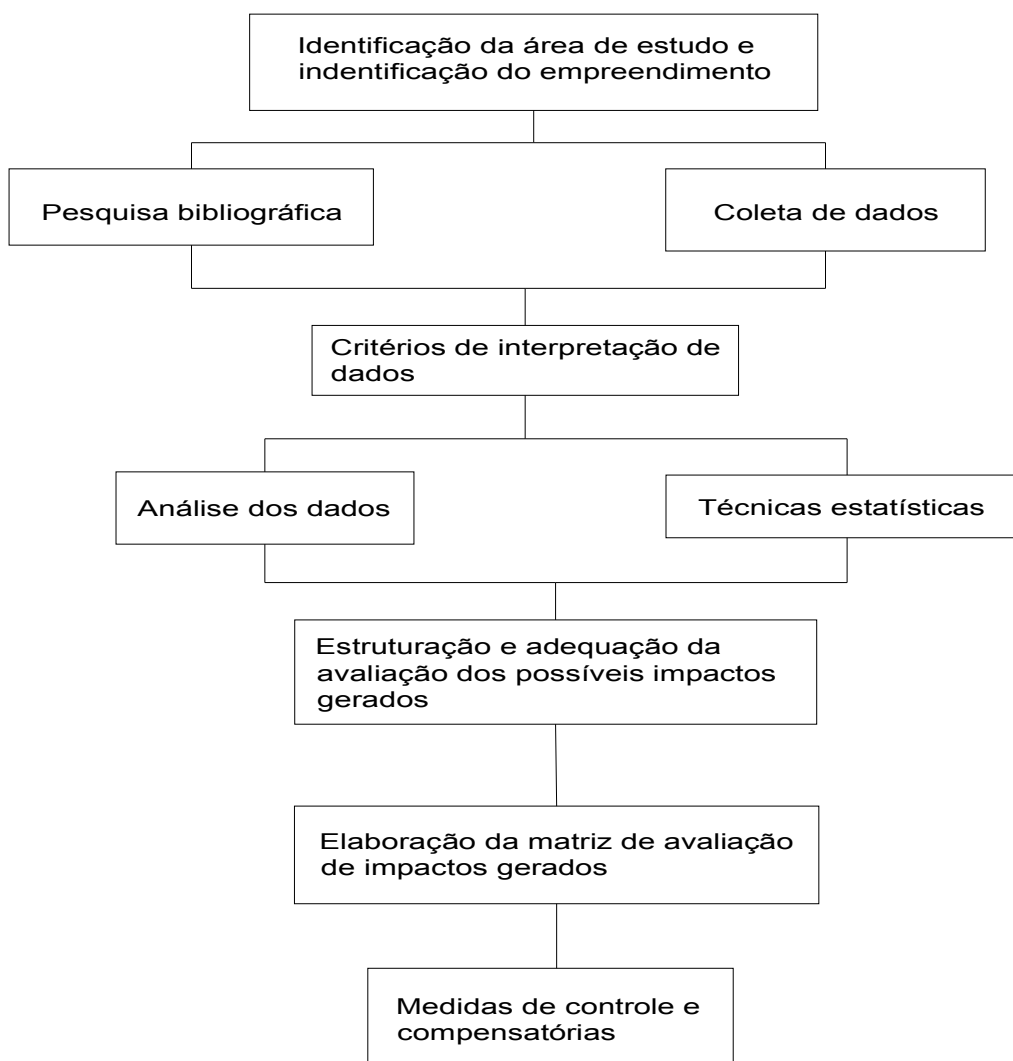 Identificação da área de estudo e
indentificação do empreendimento
Pesquisa bibliográfica
Coleta de dados
Critérios de interpretação de
dados
Análise dos dados
Técnicas estatísticas
Estruturação e adequação da
avaliação dos possíveis impactos
gerados
Elaboração da matriz de avaliação
de impactos gerados
Medidas de controle e
compensatórias